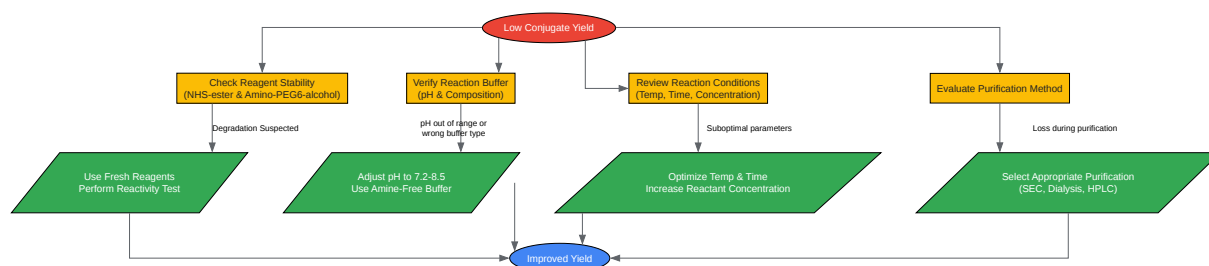 Low Conjugate Yield
Check Reagent Stability
(NHS-ester & Amino-PEG6-alcohol)
Verify Reaction Buffer
(pH & Composition)
Review Reaction Conditions
(Temp, Time, Concentration)
Evaluate Purification Method
Degradation Suspected
pH out of range or
wrong buffer type
Suboptimal parameters
Loss during purification
Use Fresh Reagents
Perform Reactivity Test
Adjust pH to 7.2-8.5
Use Amine-Free Buffer
Optimize Temp & Time
Increase Reactant Concentration
Select Appropriate Purification
(SEC, Dialysis, HPLC)
Improved Yield